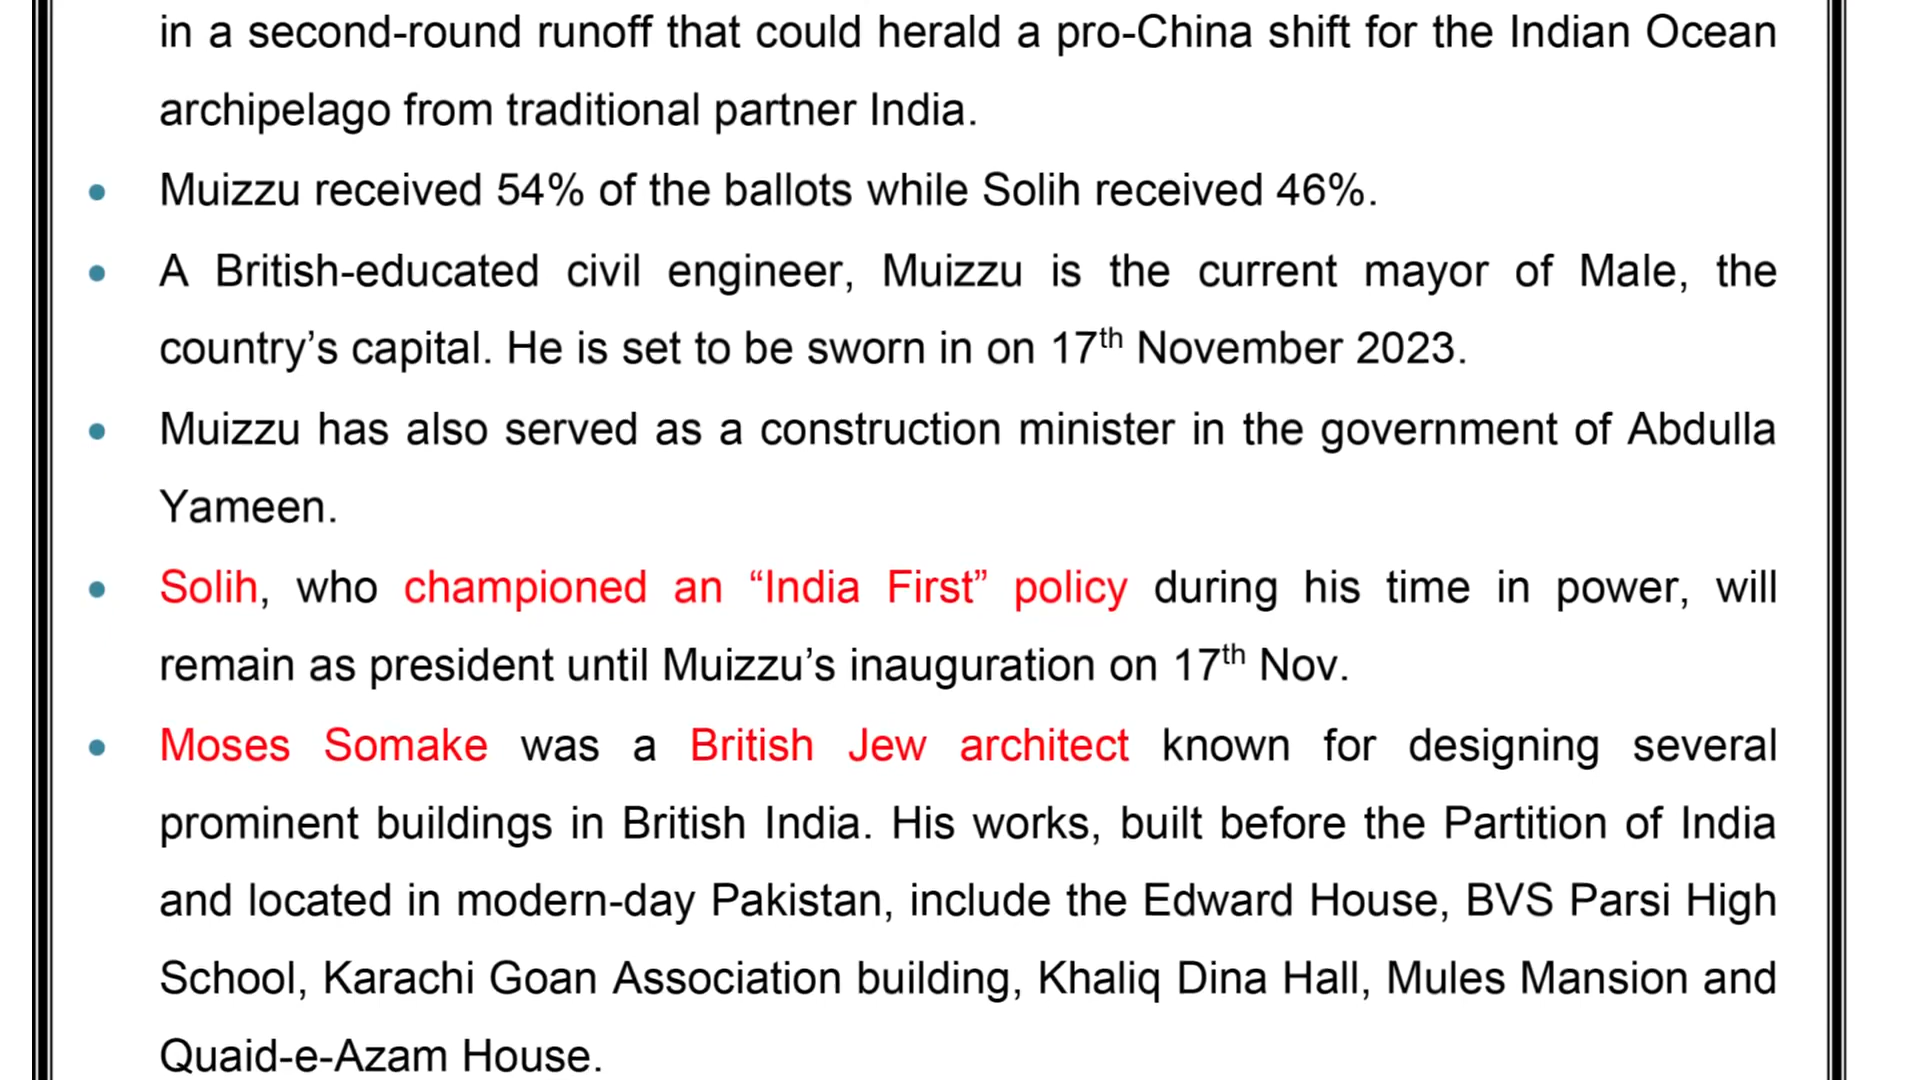 in a second-round runoff that could herald a pro-China shift for the Indian Ocean
archipelago from traditional partner India.
• Muizzu received 54% of the ballots while Solih received 46%.
• A British-educated civil engineer, Muizzu is the current mayor of Male, the
country’s capital. He is set to be sworn in on 17th November 2023.
• Muizzu has also served as a construction minister in the government of Abdulla
Yameen.
• Solih, who championed an “India First” policy during his time in power, will
remain as president until Muizzu’s inauguration on 17th Nov.
• Moses Somake was a British Jew architect known for designing several
prominent buildings in British India. His works, built before the Partition of India
and located in modern-day Pakistan, include the Edward House, BVS Parsi High
School, Karachi Goan Association building, Khaliq Dina Hall, Mules Mansion and
Quaid-e-Azam House.